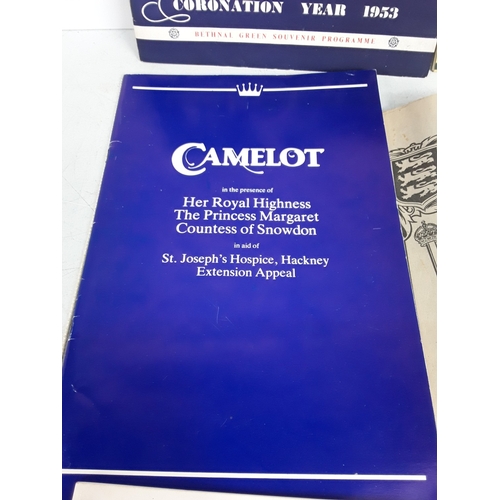 CORONATION YEAR 1953
BETHNAL GREEN SOUVENIR PROGRAMME
CAMELOT
in the presence of
Her Royal Highness
The Princess Margaret
Countess of Snowdon
in aid of
St. Joseph's Hospice, Hackney
Extension Appeal